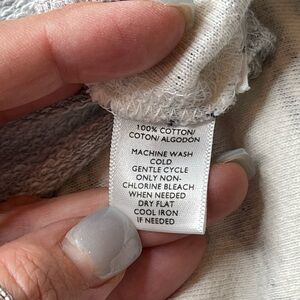 100% COTTON/
COTON/ ALGODON
MACHINE WASH
COLD
GENTLE CYCLE
ONLY NON-
CHLORINE BLEACH
WHEN NEEDED
DRY FLAT
COOL IRON
IF NEEDED